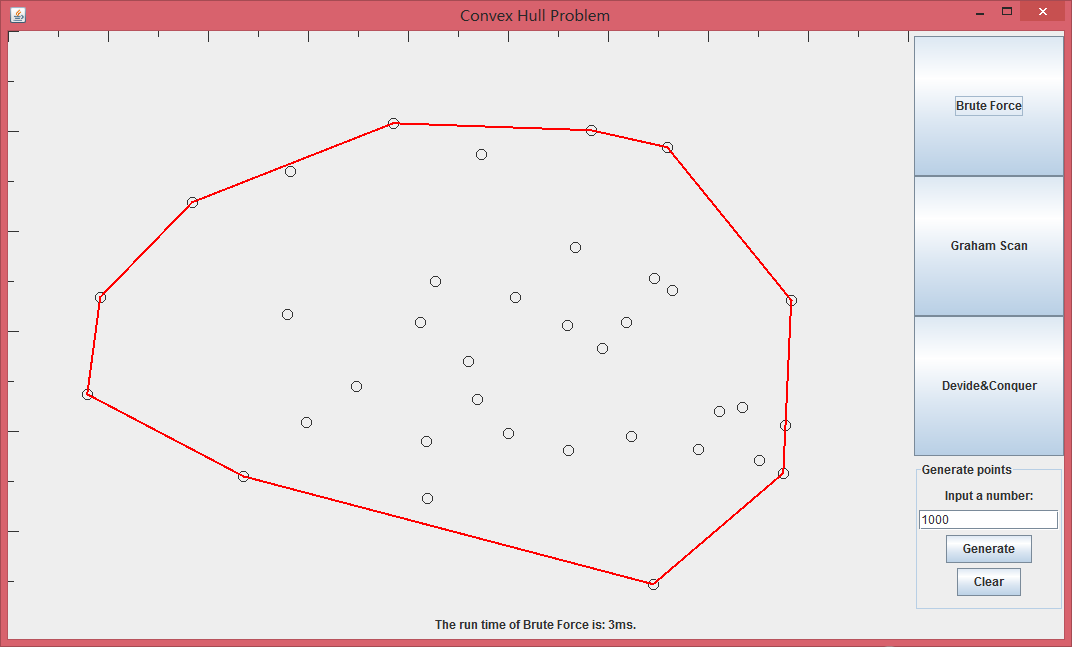 Convex Hull Problem
Brute Force
Graham Scan
Devide&Conquer
Generate points
Input a number:
1000
Generate
Clear
The run time of Brute Force is: 3ms.